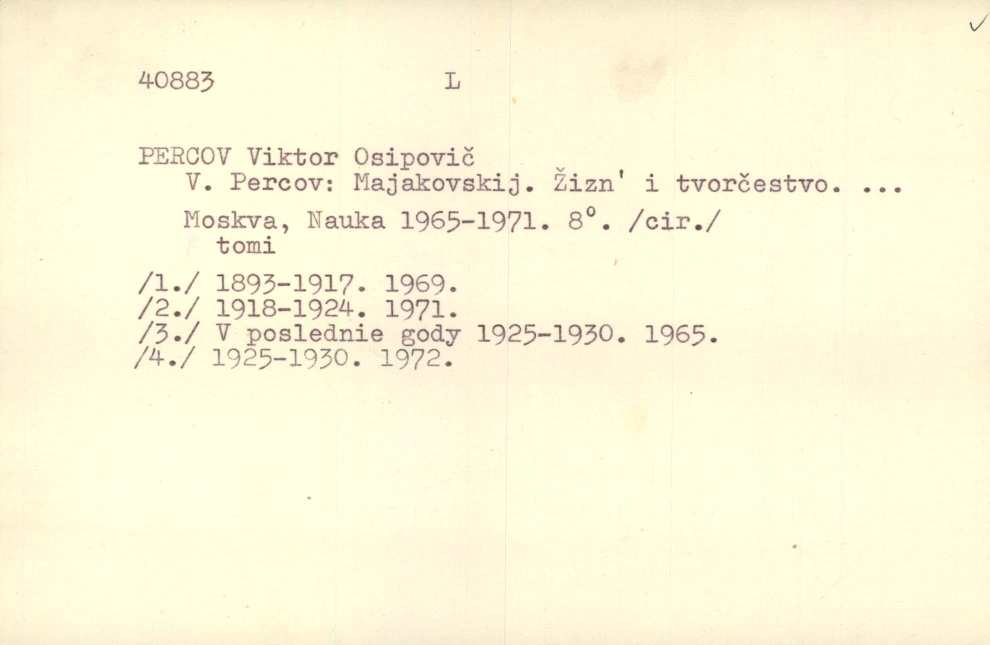 40883 L
PERCOV Viktor Osipovič
V. Percov: Majakovskij. Žizn' i tvorčestvo. ...
Moskva, Nauka 1965-1971. 8°. /cir./
tomi
/1./ 1893-1917. 1969.
/2./ 1918-1924. 1971.
/3./ V poslednie gody 1925-1930. 1965.
/4./ 1925-1930. 1972.